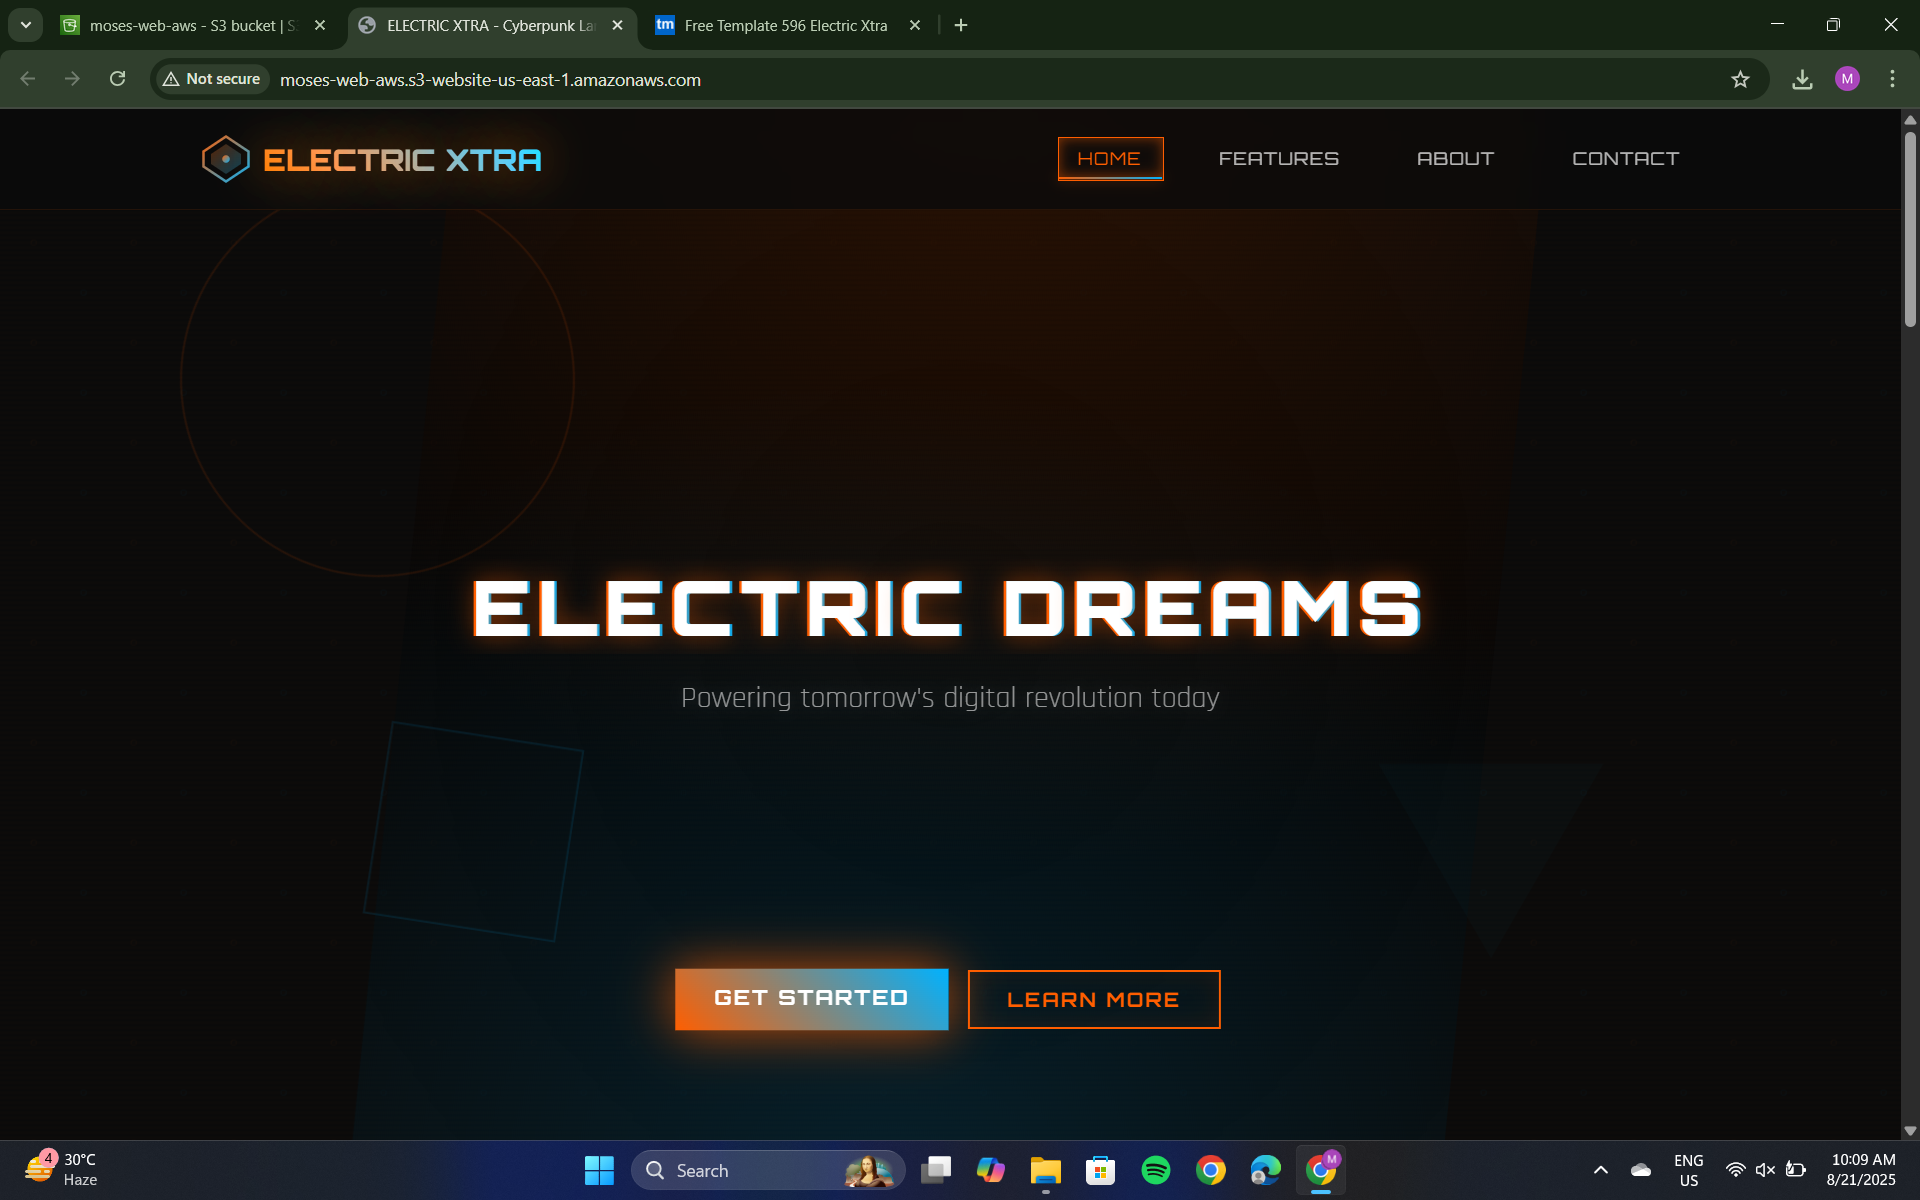 moses-web-aws - S3 bucket | S
ELECTRIC XTRA - Cyberpunk La
tm
Free Template 596 Electric Xtra
Not secure
moses-web-aws.s3-website-us-east-1.amazonaws.com
M
ELECTRIC XTRA
HOME
FEATURES
ABOUT
CONTACT
ELECTRIC DREAMS
Powering tomorrow's digital revolution today
GET STARTED
LEARN MORE
4
30°C
Haze
Search
M
ENG
US
10:09 AM
8/21/2025